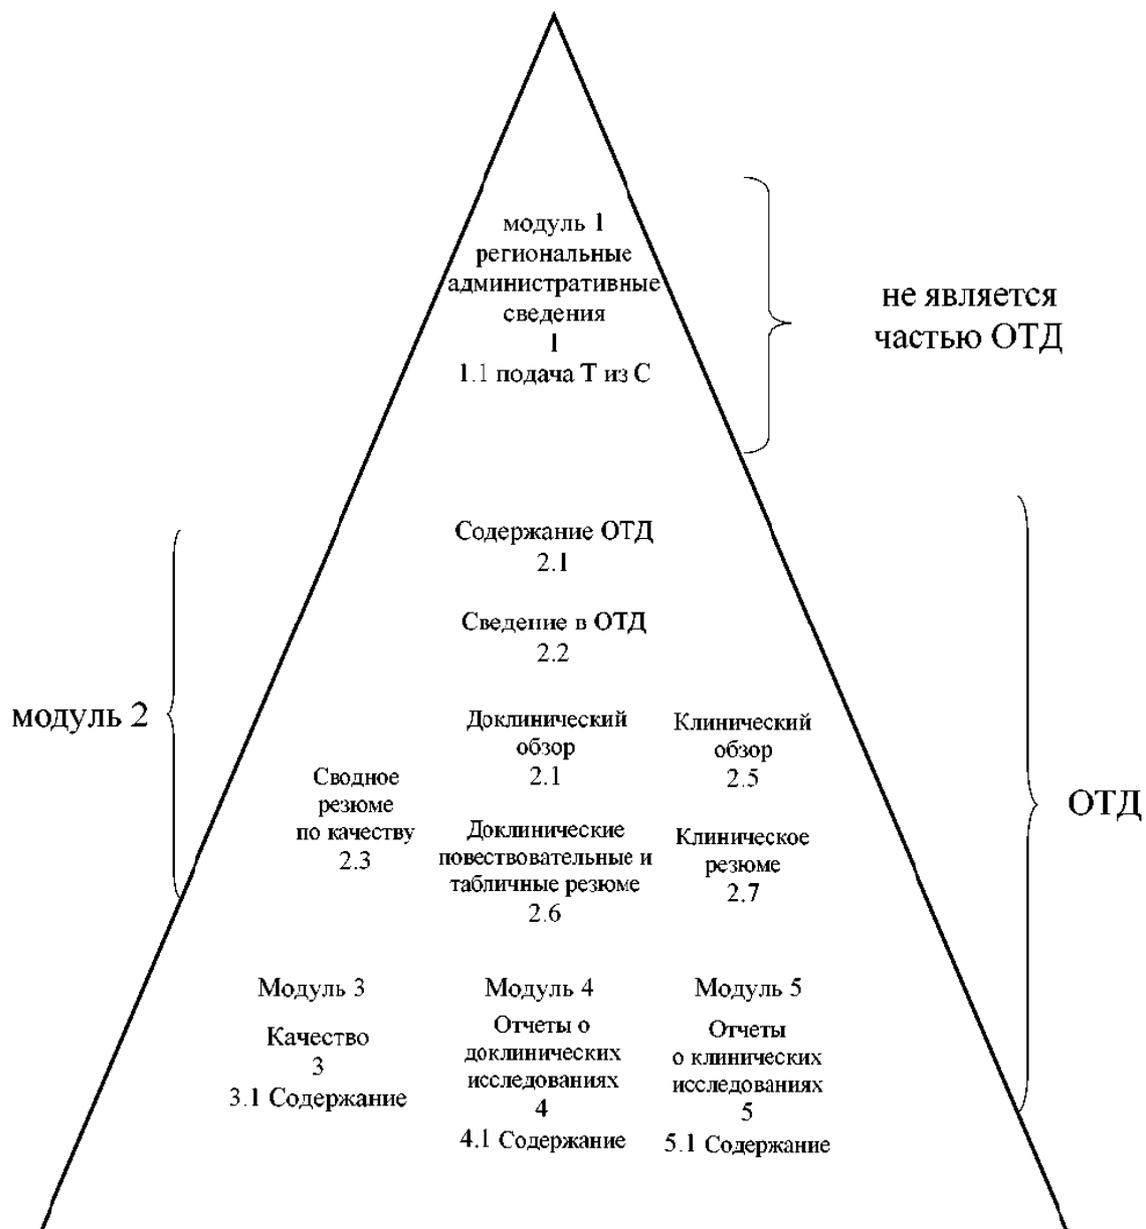 модуль 1
региональные
административные
сведения
1
1.1 подача Т из С
не является
частью ОТД
Содержание ОТД
2.1
Сведение в ОТД
2.2
модуль 2
Сводное
резюме
по качеству
2.3
Доклинический
обзор
2.1
Доклинические
повествовательные и
табличные резюме
2.6
Клинический
обзор
2.5
Клиническое
резюме
2.7
ОТД
Модуль 3
Качество
3
3.1 Содержание
Модуль 4
Отчеты о
доклинических
исследованиях
4
4.1 Содержание
Модуль 5
Отчеты
о клинических
исследованиях
5
5.1 Содержание